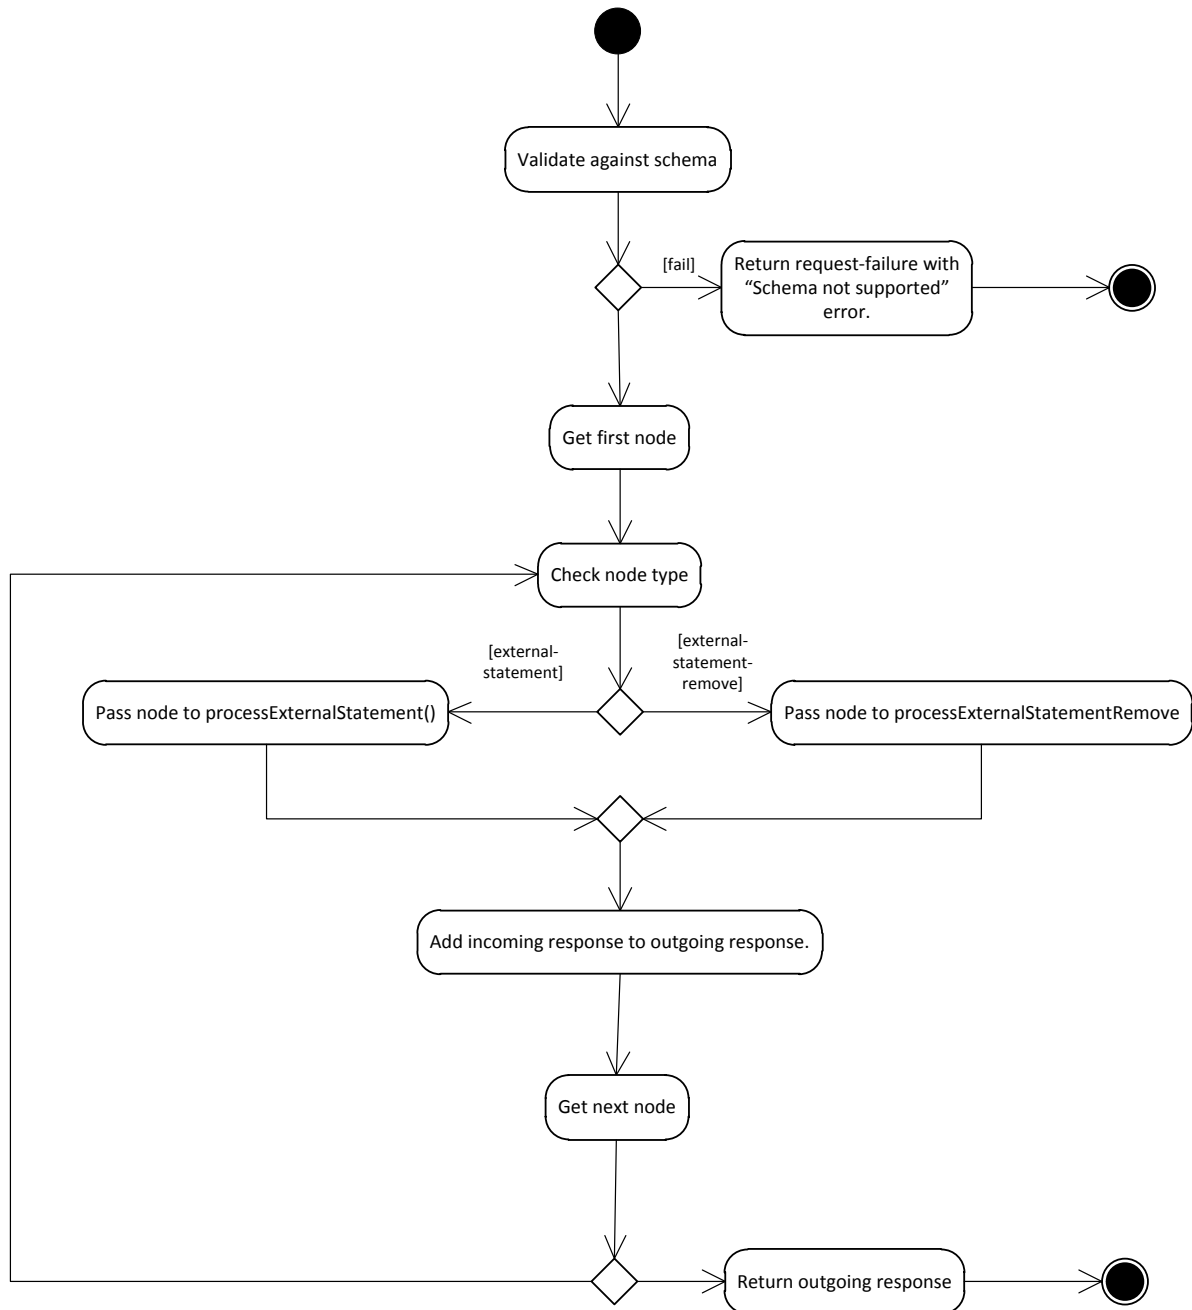 Validate against schema
[fail]
Return request-failure with
“Schema not supported”
error.
Get first node
Check node type
[external-
statement]
[external-
statement-
remove]
Pass node to processExternalStatement()
Pass node to processExternalStatementRemove
Add incoming response to outgoing response.
Get next node
Return outgoing response